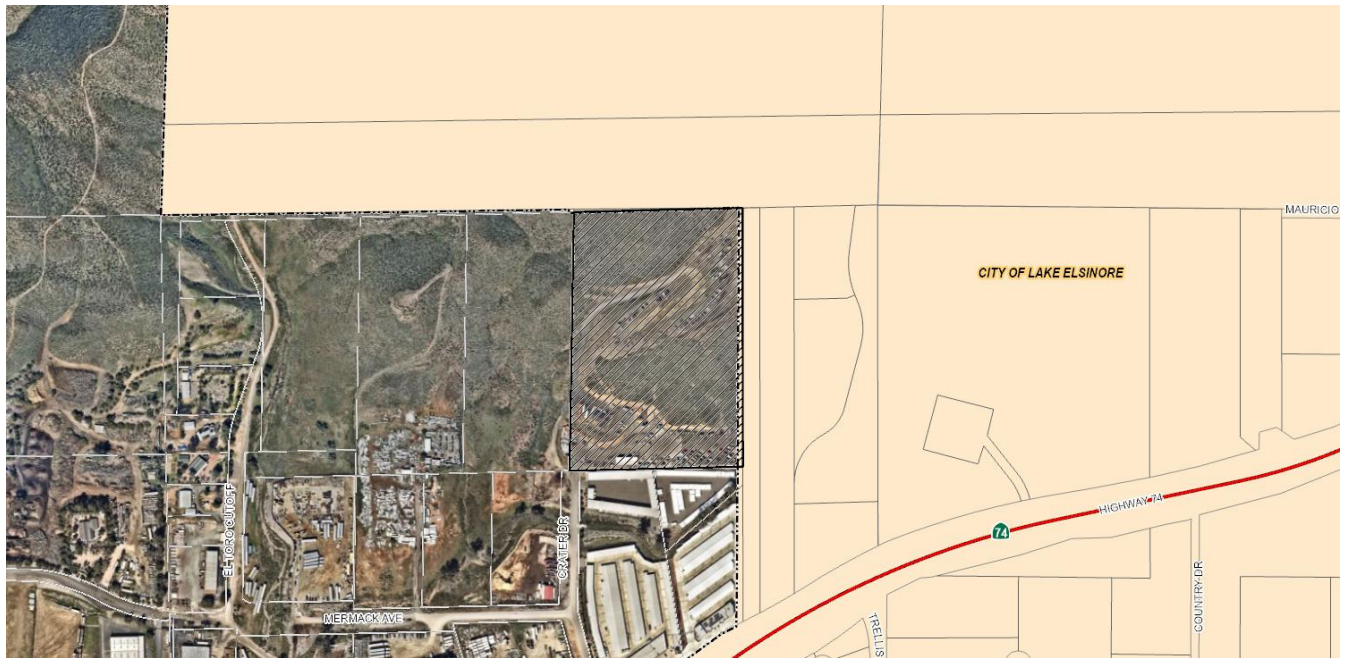 MAURICIO
CITY OF LAKE ELSINORE
EL TORO CUTOFF
CRATER DR
HIGHWAY 74
74
MERMACK AVE
TRELLIS
COUNTRY DR